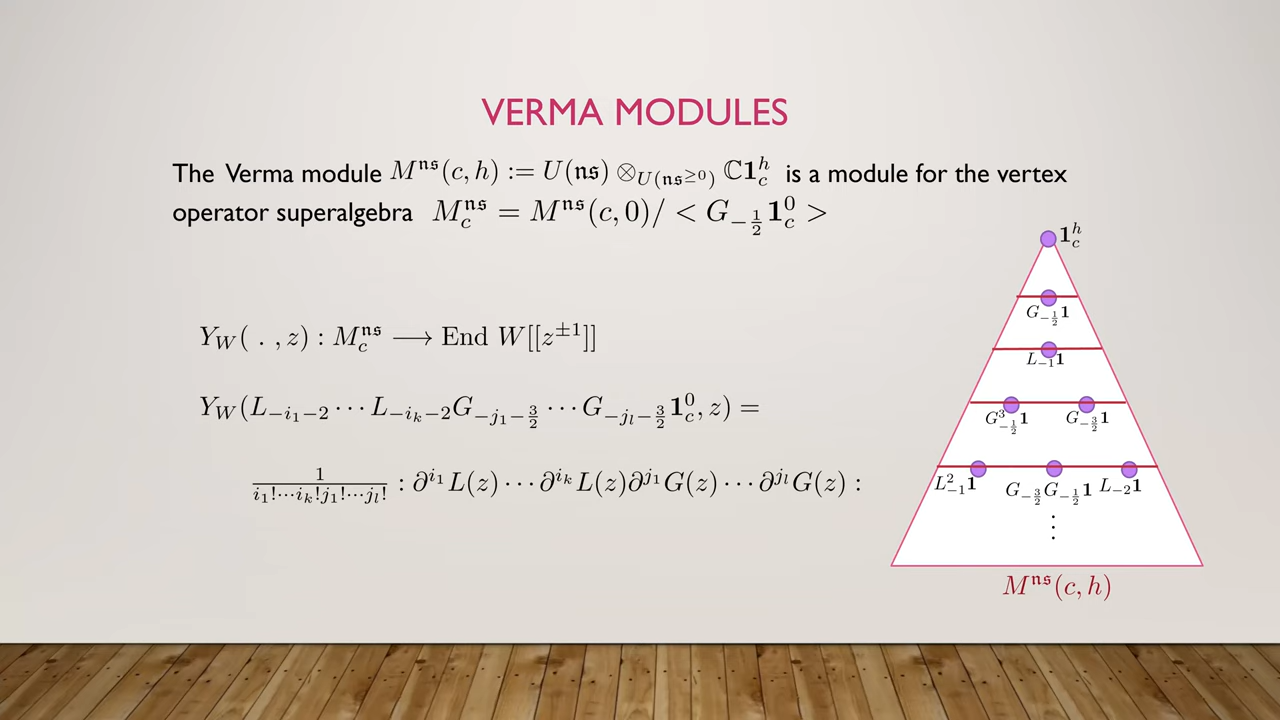 VERMA MODULES
The Verma module $M^{\mathfrak{ns}}(c, h) := U(\mathfrak{ns}) \otimes_{U(\mathfrak{ns}^{\geq 0})} \mathbb{C}\mathbf{1}_c^h$ is a module for the vertex
operator superalgebra $M_c^{\mathfrak{ns}} = M^{\mathfrak{ns}}(c, 0)/ < G_{-\frac{1}{2}}\mathbf{1}_c^0 >$
$Y_W(\ .\ , z) : M_c^{\mathfrak{ns}} \longrightarrow \text{End } W[[z^{\pm 1}]]$
$Y_W(L_{-i_1-2} \cdots L_{-i_k-2} G_{-j_1-\frac{3}{2}} \cdots G_{-j_l-\frac{3}{2}} \mathbf{1}_c^0, z) =$
$\frac{1}{i_1! \cdots i_k! j_1! \cdots j_l!} : \partial^{i_1} L(z) \cdots \partial^{i_k} L(z) \partial^{j_1} G(z) \cdots \partial^{j_l} G(z) :$
$\mathbf{1}_c^h$
$G_{-\frac{1}{2}}\mathbf{1}$
$L_{-1}\mathbf{1}$
$G_{-\frac{1}{2}}^3\mathbf{1}$ $G_{-\frac{3}{2}}\mathbf{1}$
$L_{-1}^2\mathbf{1}$ $G_{-\frac{3}{2}}G_{-\frac{1}{2}}\mathbf{1}$ $L_{-2}\mathbf{1}$
⋮
$M^{\mathfrak{ns}}(c, h)$